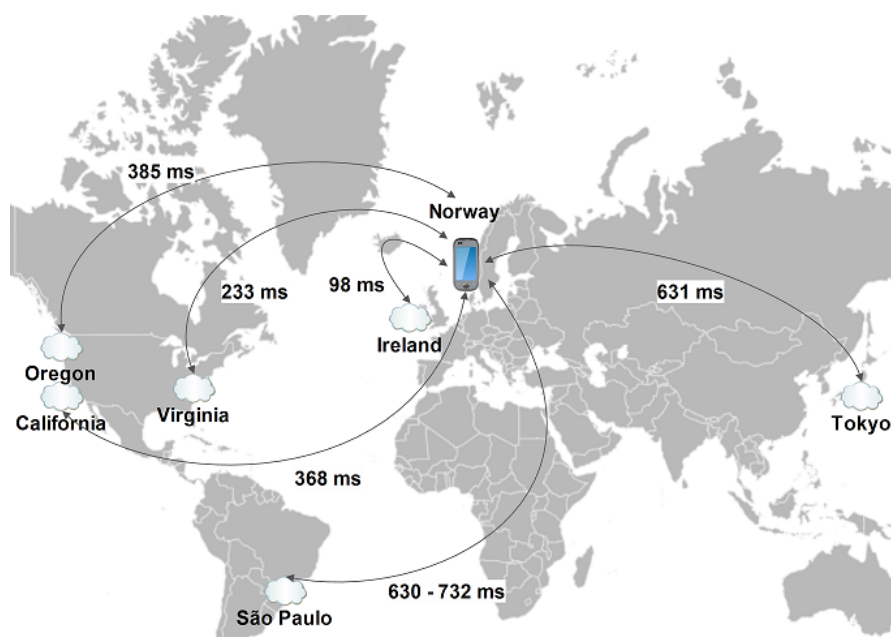 385 ms
Norway
233 ms
98 ms
631 ms
Ireland
Oregon
Virginia
California
Tokyo
368 ms
630 - 732 ms
São Paulo